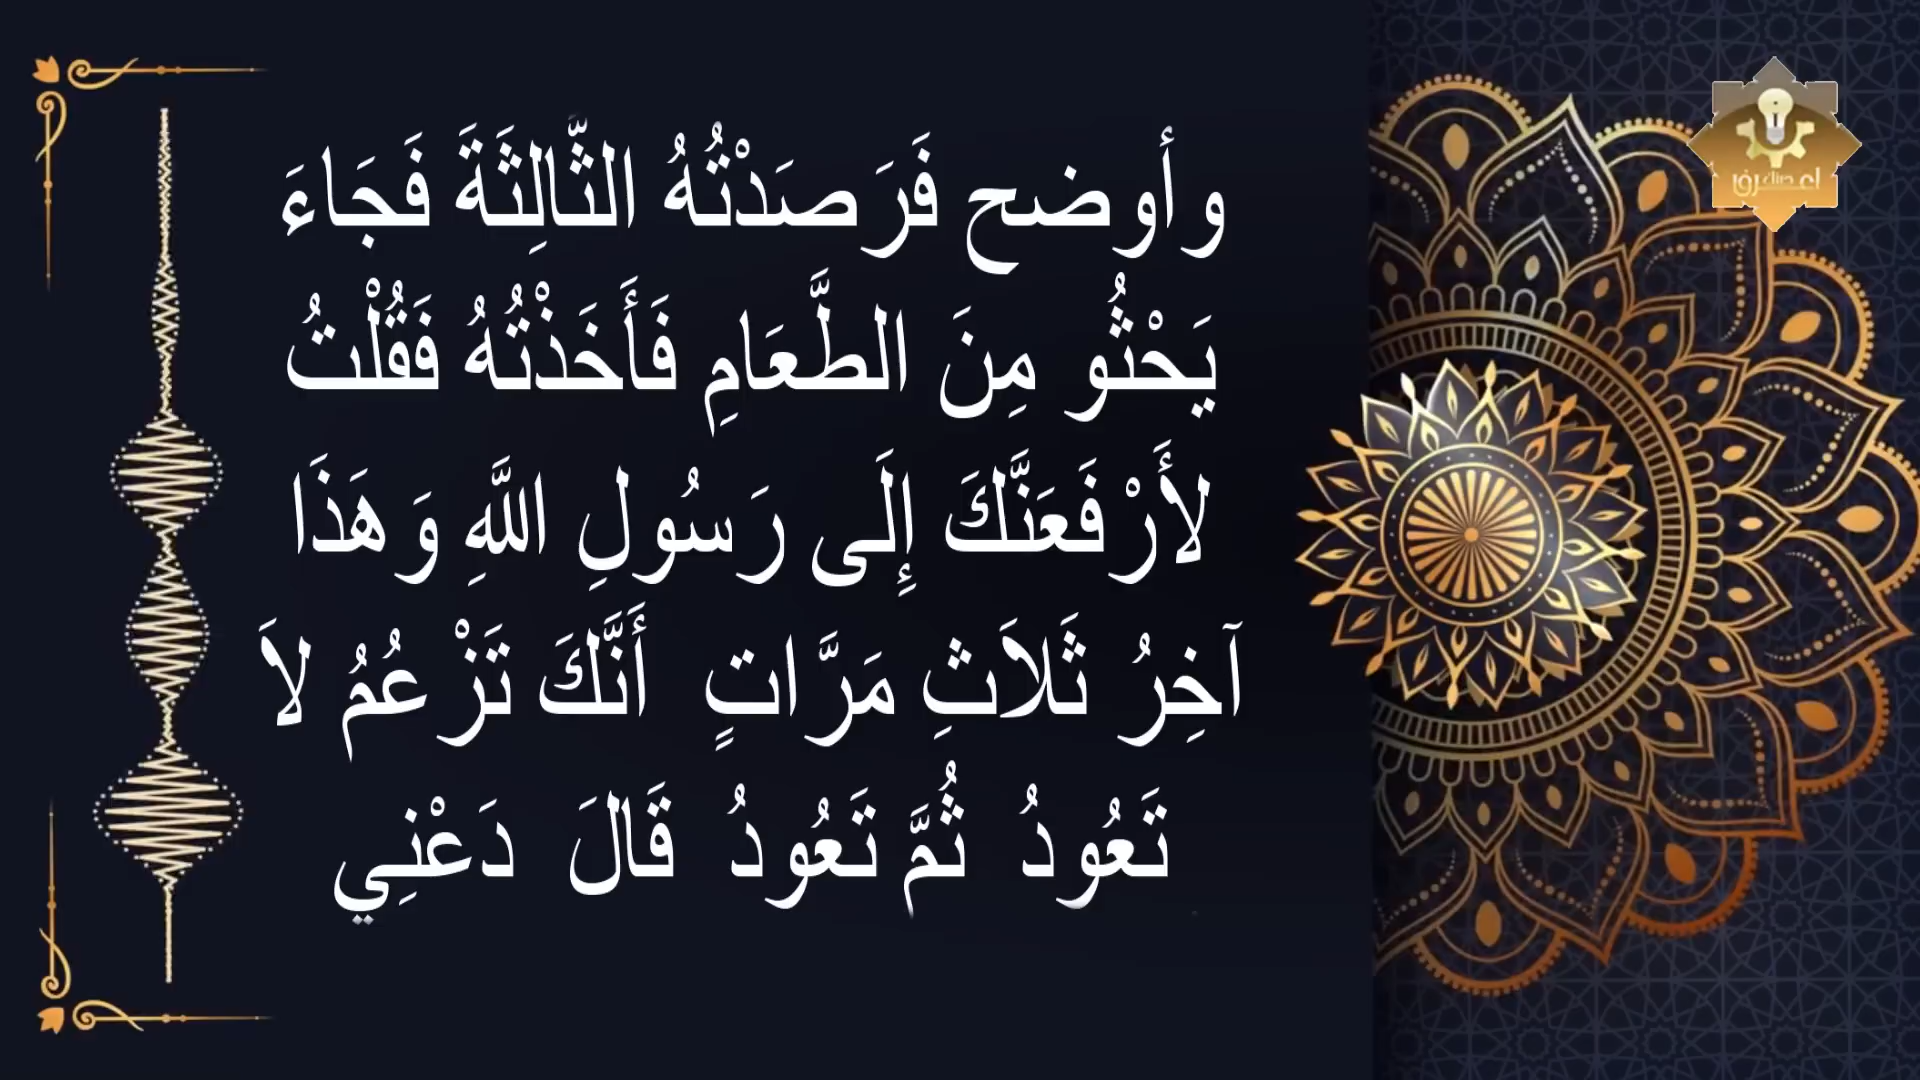 وأوضح فَرَصَدْتُهُ الثَّالِثَةَ فَجَاءَ
يَحْثُو مِنَ الطَّعَامِ فَأَخَذْتُهُ فَقُلْتُ
لأَرْفَعَنَّكَ إِلَى رَسُولِ اللَّهِ وَهَذَا
آخِرُ ثَلاَثِ مَرَّاتٍ أَنَّكَ تَزْعُمُ لاَ
تَعُودُ ثُمَّ تَعُودُ قَالَ دَعْنِي